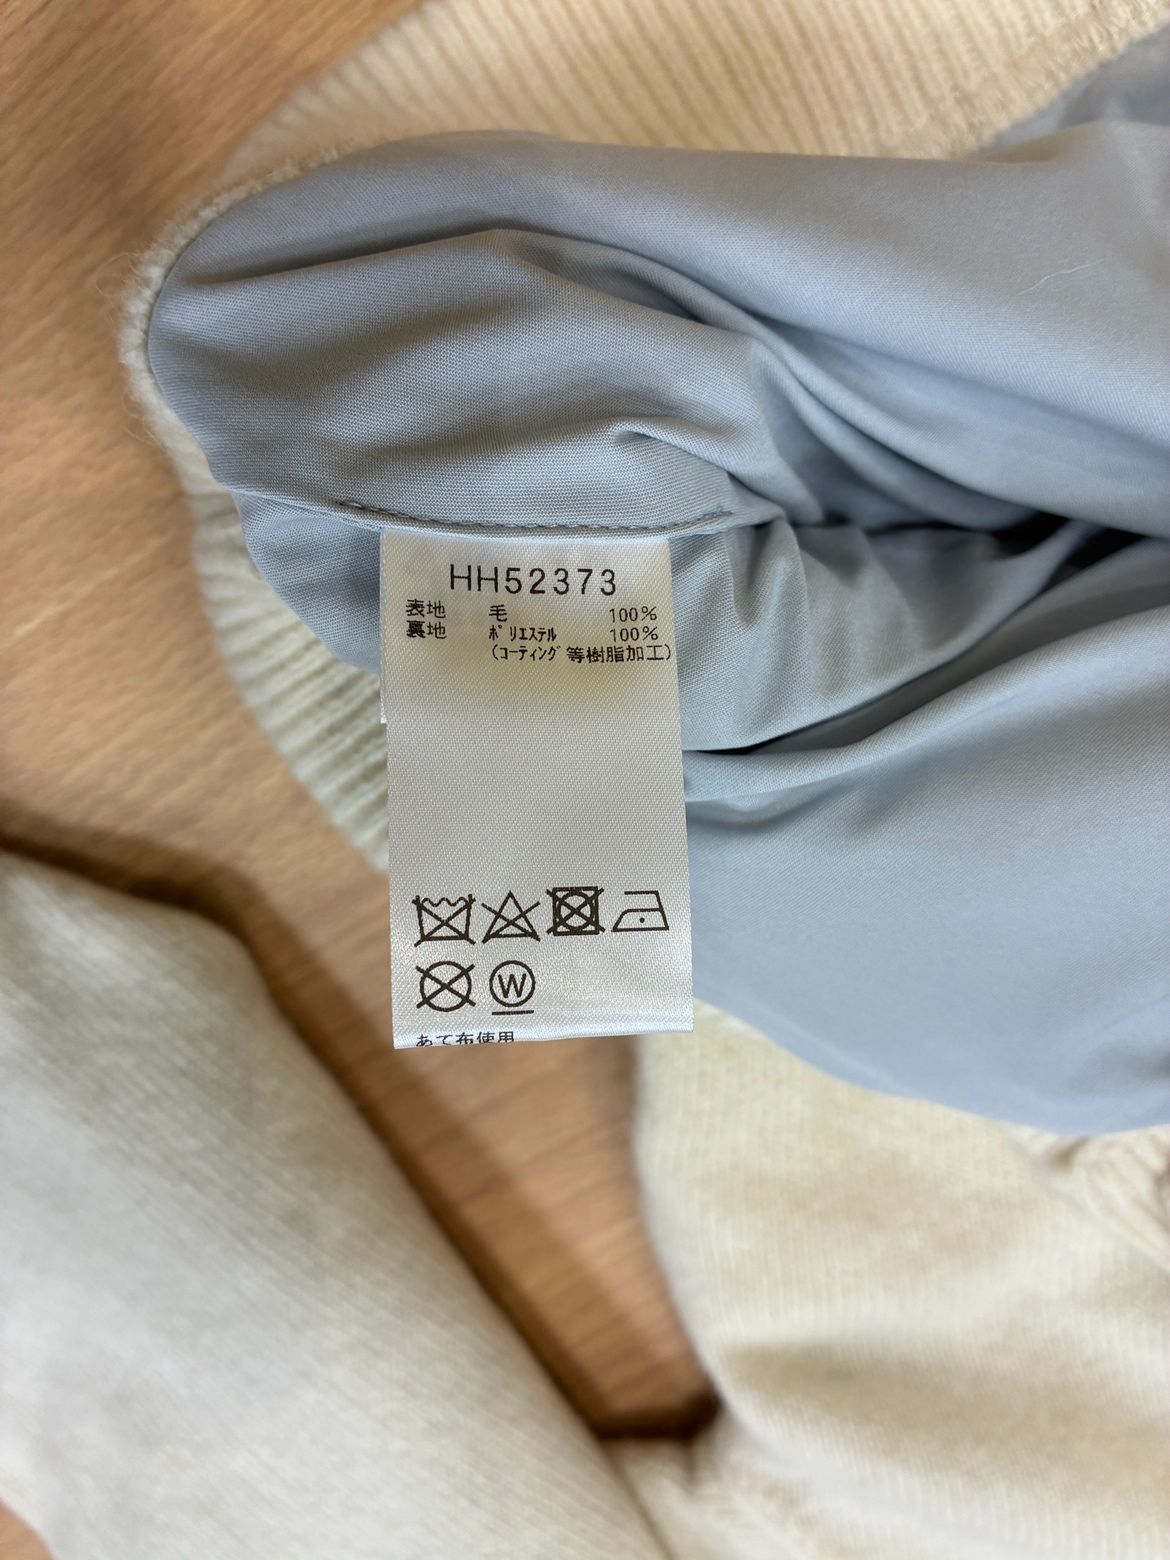 HH52373
表地 毛 100%
裏地 ポリエステル 100%
(コーティング等樹脂加工)
W
あて布使用